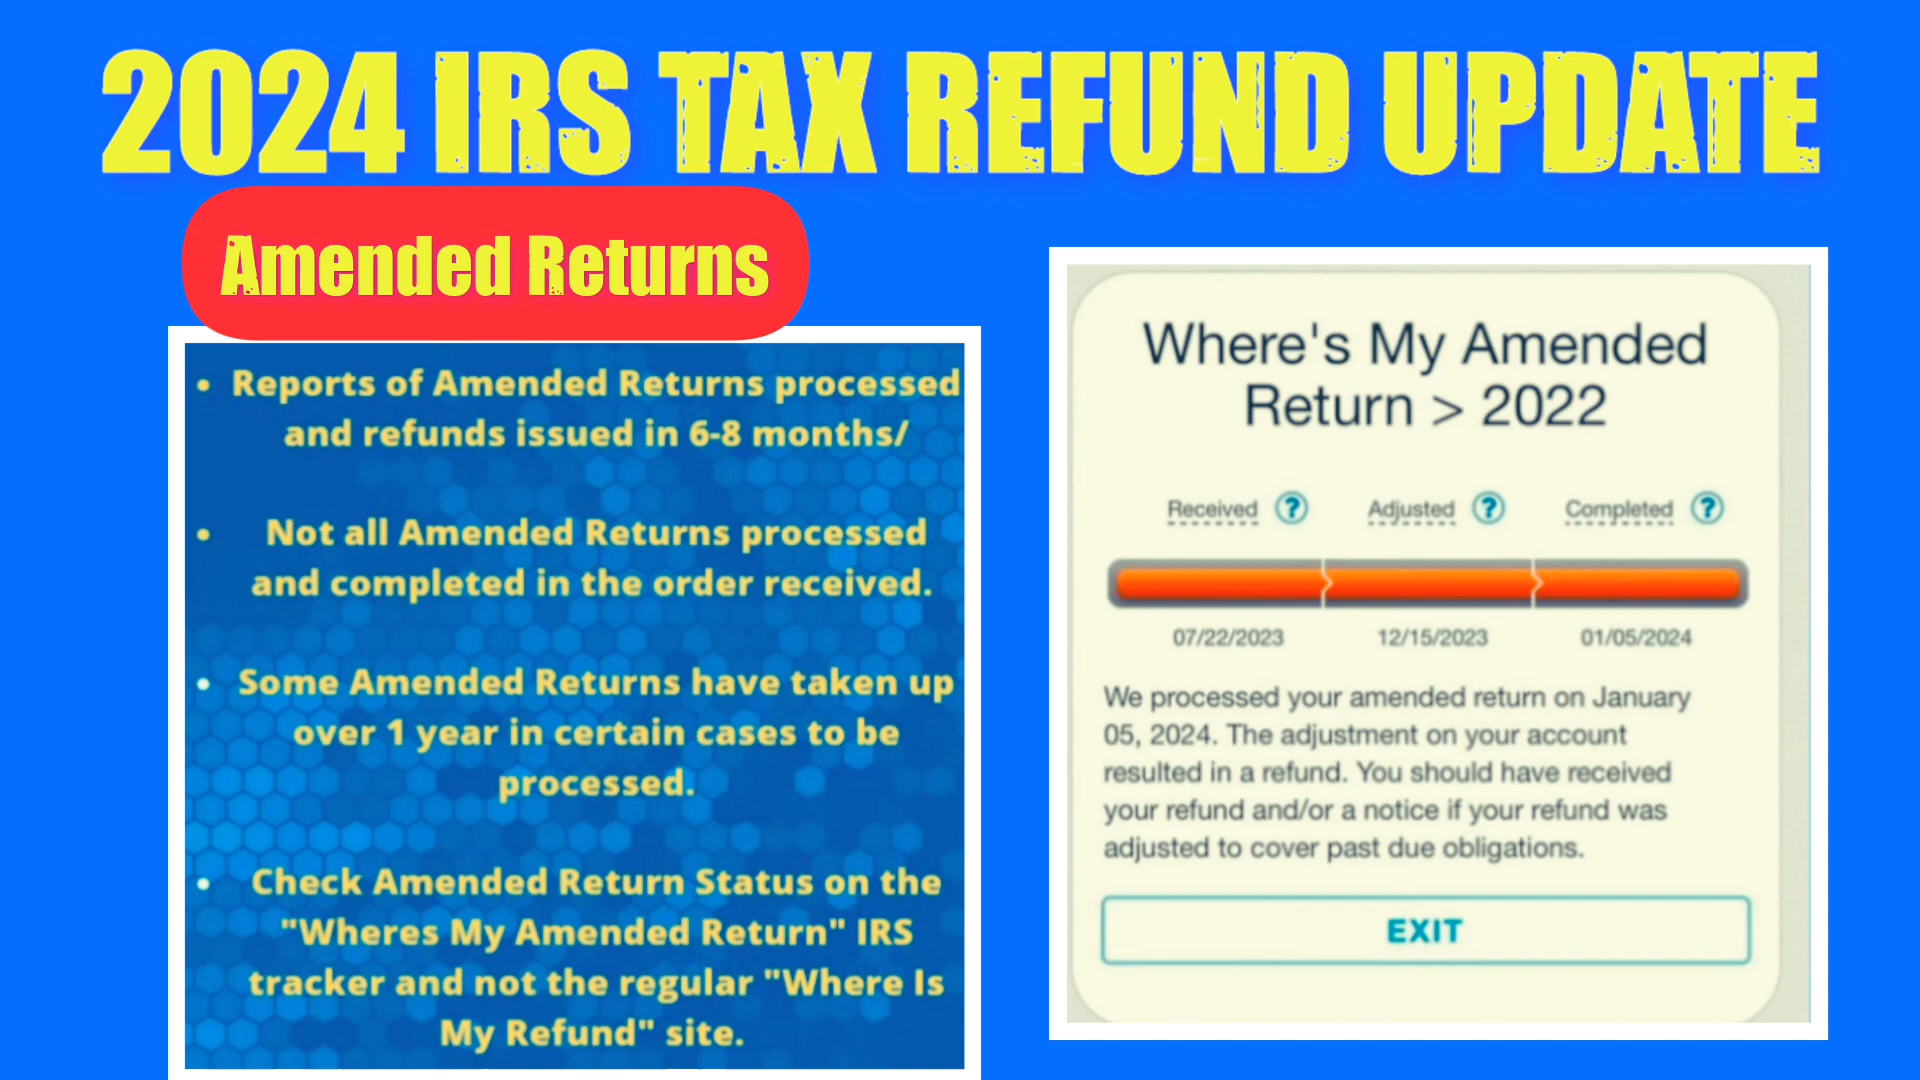 2024 IRS TAX REFUND UPDATE
Amended Returns
• Reports of Amended Returns processed
and refunds issued in 6-8 months/
• Not all Amended Returns processed
and completed in the order received.
• Some Amended Returns have taken up
over 1 year in certain cases to be
processed.
• Check Amended Return Status on the
"Wheres My Amended Return" IRS
tracker and not the regular "Where Is
My Refund" site.
Where's My Amended
Return > 2022
Received ? Adjusted ? Completed ?
07/22/2023 12/15/2023 01/05/2024
We processed your amended return on January
05, 2024. The adjustment on your account
resulted in a refund. You should have received
your refund and/or a notice if your refund was
adjusted to cover past due obligations.
EXIT